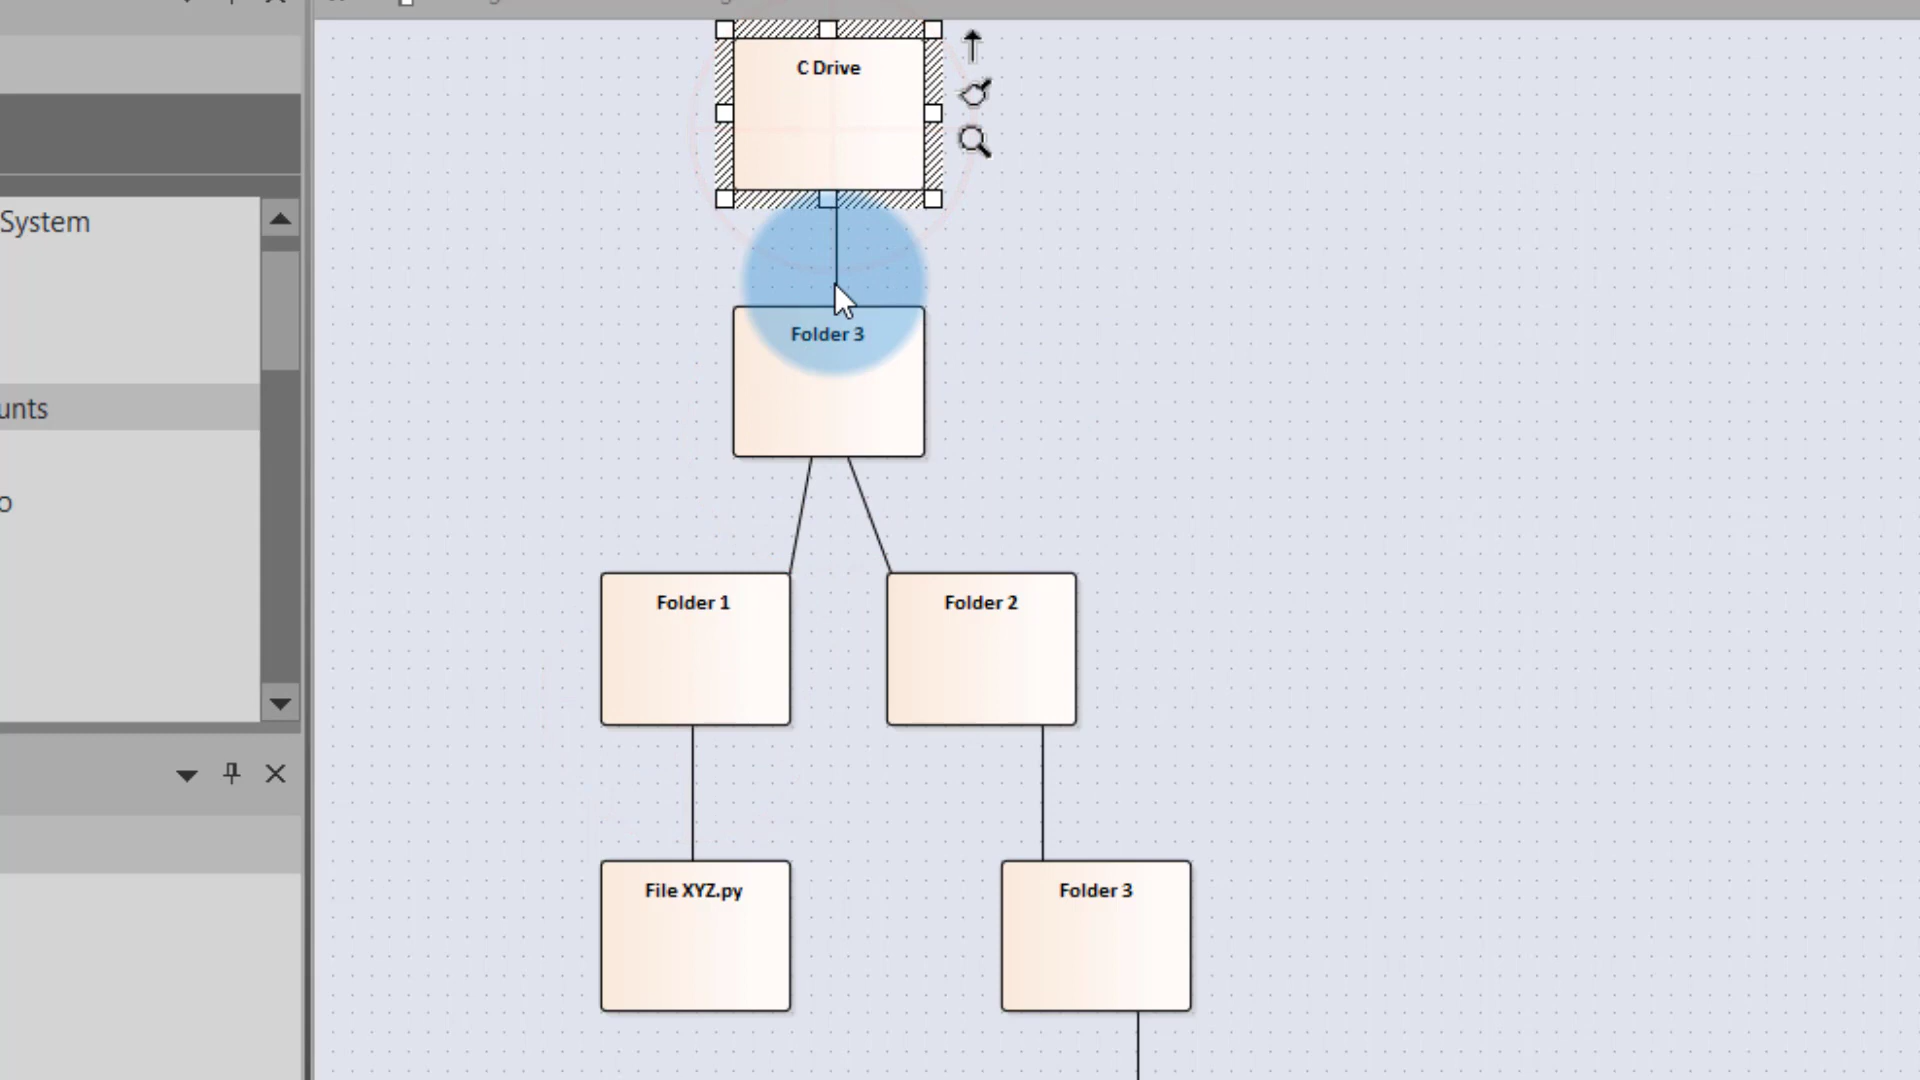 C Drive
System
Folder 3
unts
o
Folder 1
Folder 2
File XYZ.py
Folder 3